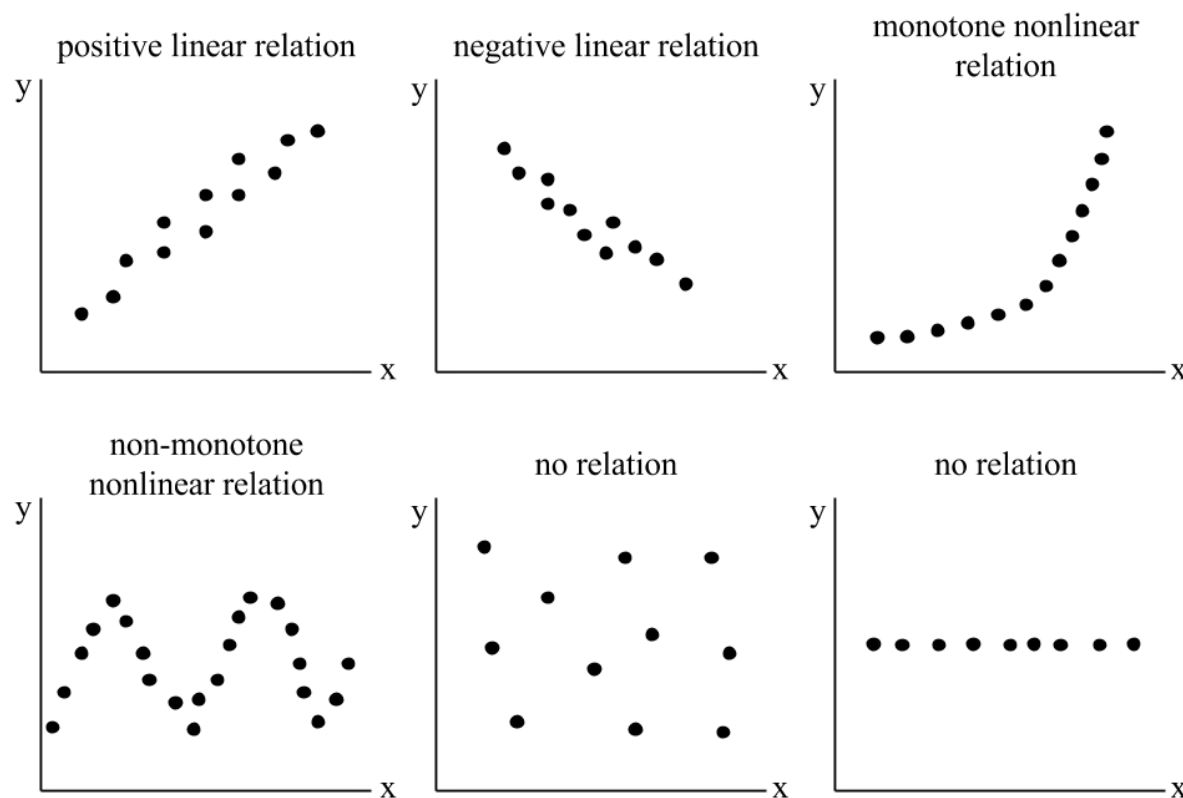 positive linear relation
y
x
negative linear relation
y
x
monotone nonlinear
relation
y
x
non-monotone
nonlinear relation
y
x
no relation
y
x
no relation
y
x